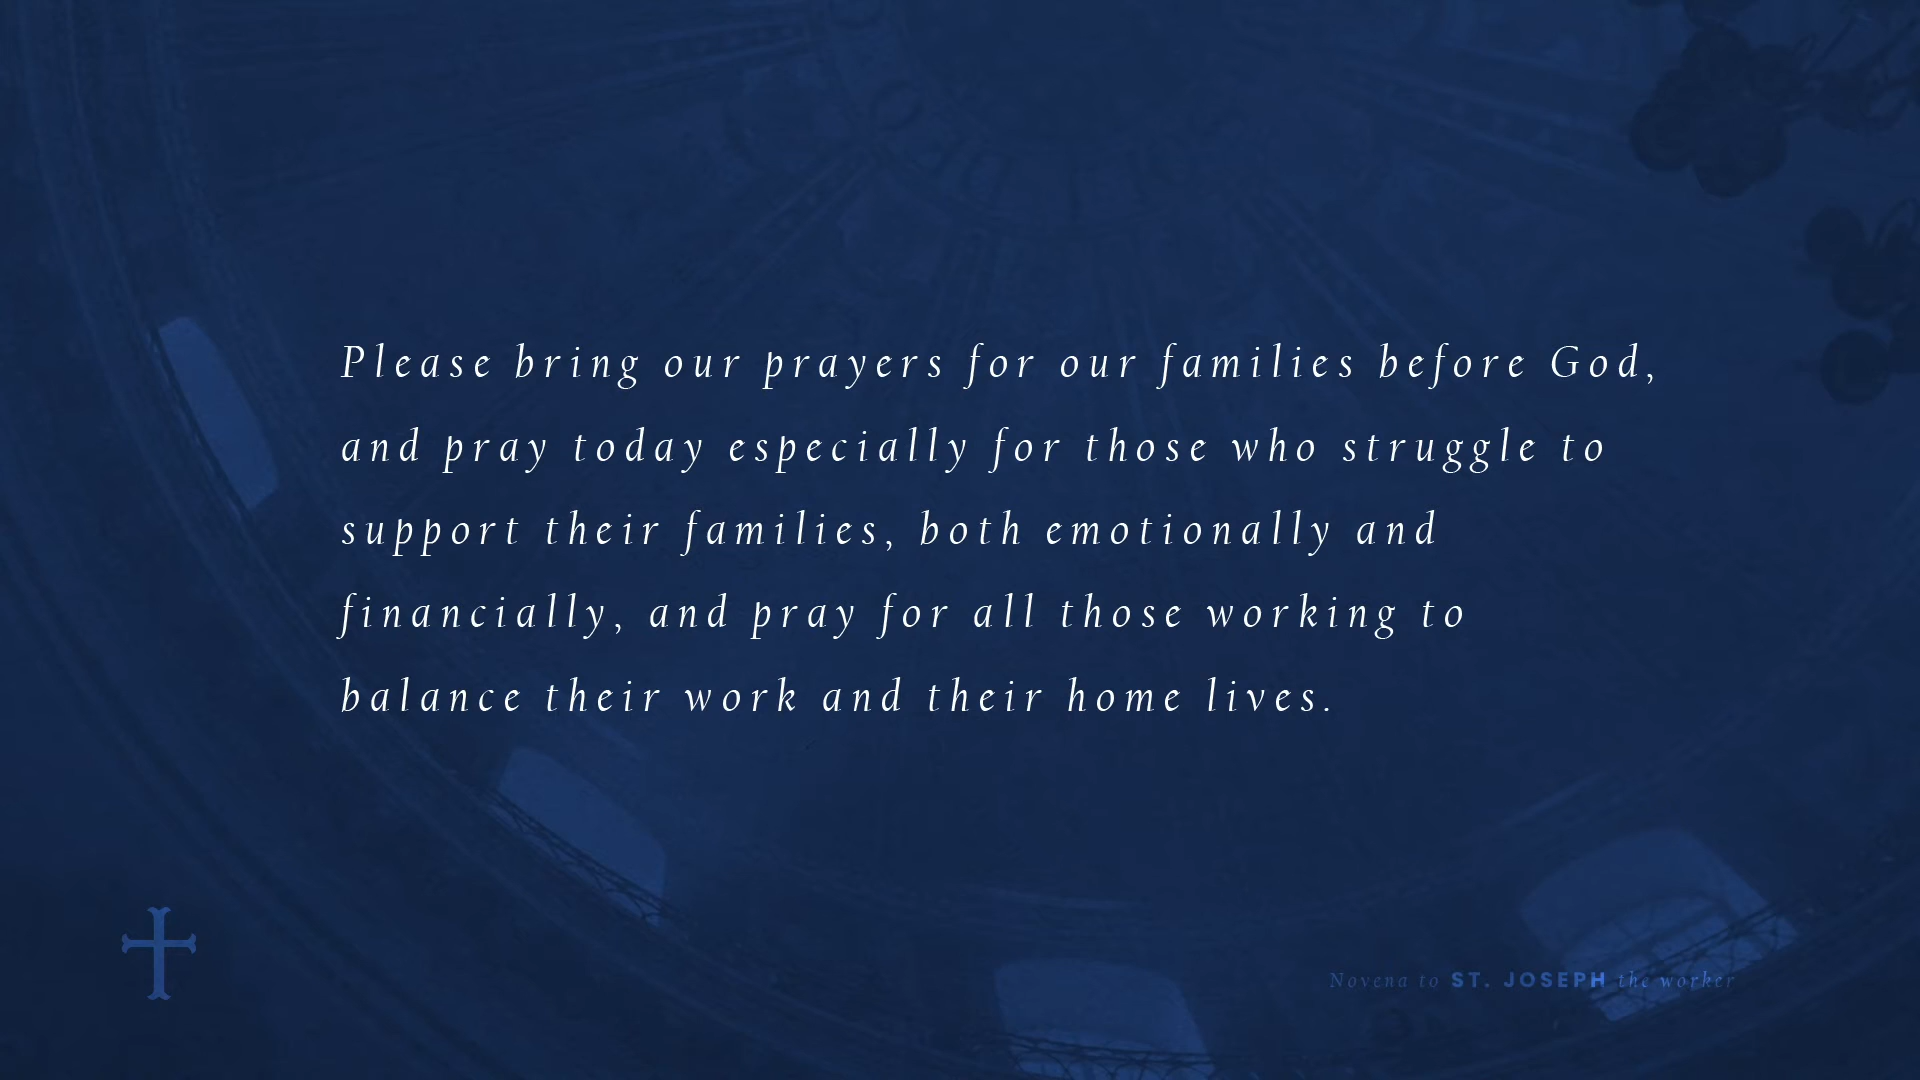 Please bring our prayers for our families before God,
and pray today especially for those who struggle to
support their families, both emotionally and
financially, and pray for all those working to
balance their work and their home lives.
Novena to ST. JOSEPH the worker